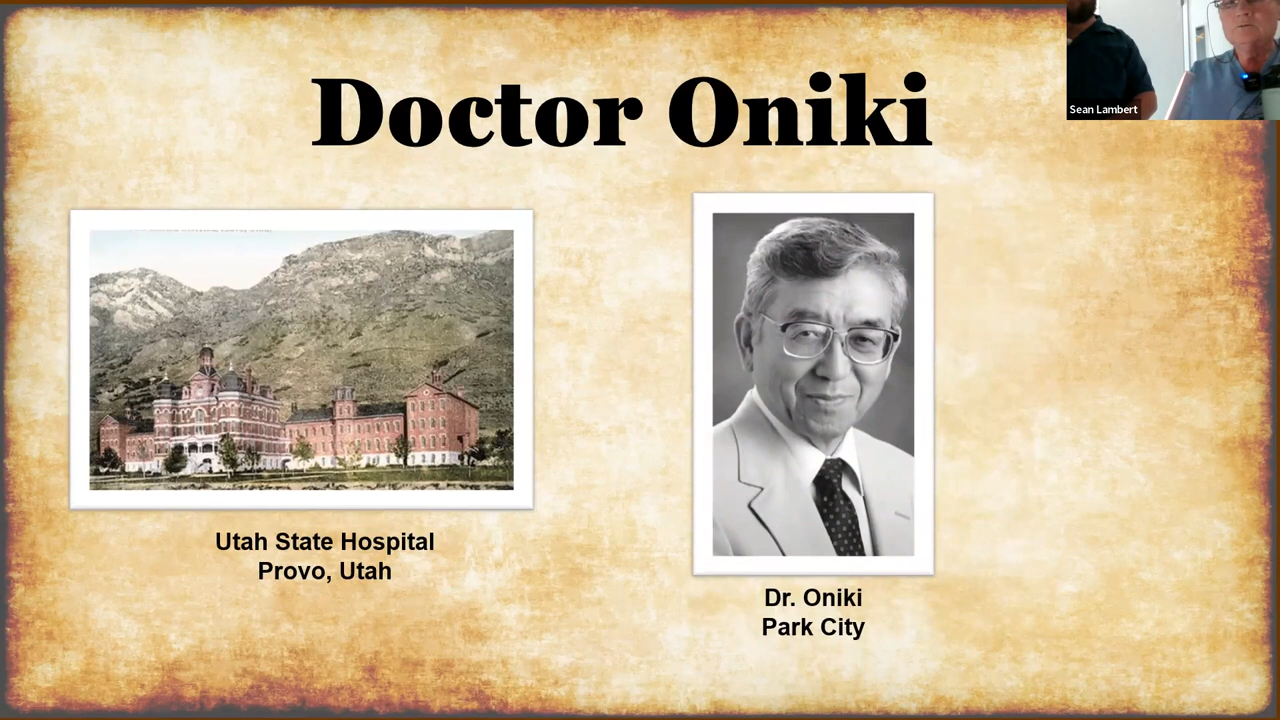 Doctor Oniki
Sean Lambert
Utah State Hospital
Provo, Utah
Dr. Oniki
Park City